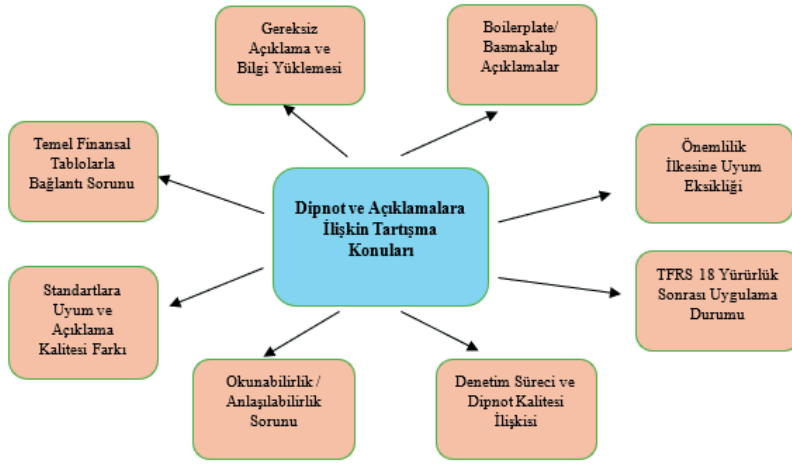 Gereksiz
Açıklama ve
Bilgi Yüklemesi
Boilerplate/
Basmakalıp
Açıklamalar
Temel Finansal
Tablolarla
Bağlantı Sorunu
Önemlilik
İlkesine Uyum
Eksikliği
Dipnot ve Açıklamalara
İlişkin Tartışma
Konuları
Standartlara
Uyum ve
Açıklama
Kalitesi Farkı
TFRS 18 Yürürlük
Sonrası Uygulama
Durumu
Okunabilirlik /
Anlaşılabilirlik
Sorunu
Denetim Süreci ve
Dipnot Kalitesi
İlişkisi